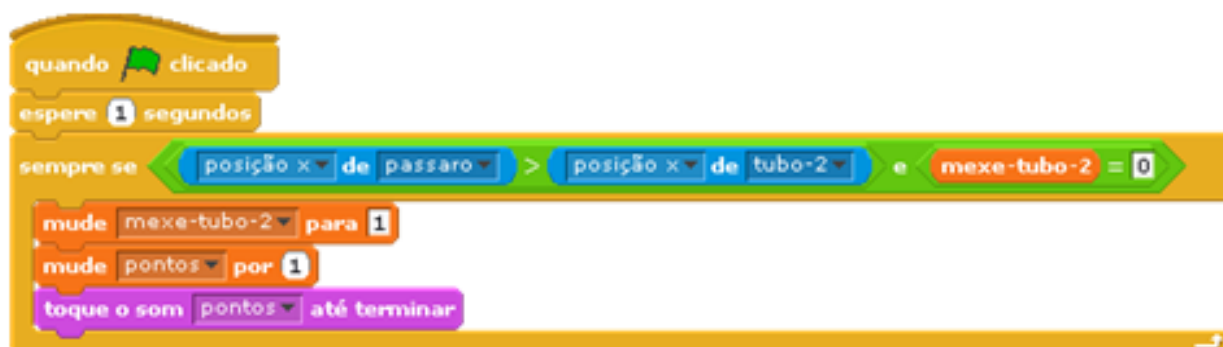 quando clicado
espere 1 segundos
sempre se posição x de passaro > posição x de tubo-2 e mexe-tubo-2 = 0
mude mexe-tubo-2 para 1
mude pontos por 1
toque o som pontos até terminar